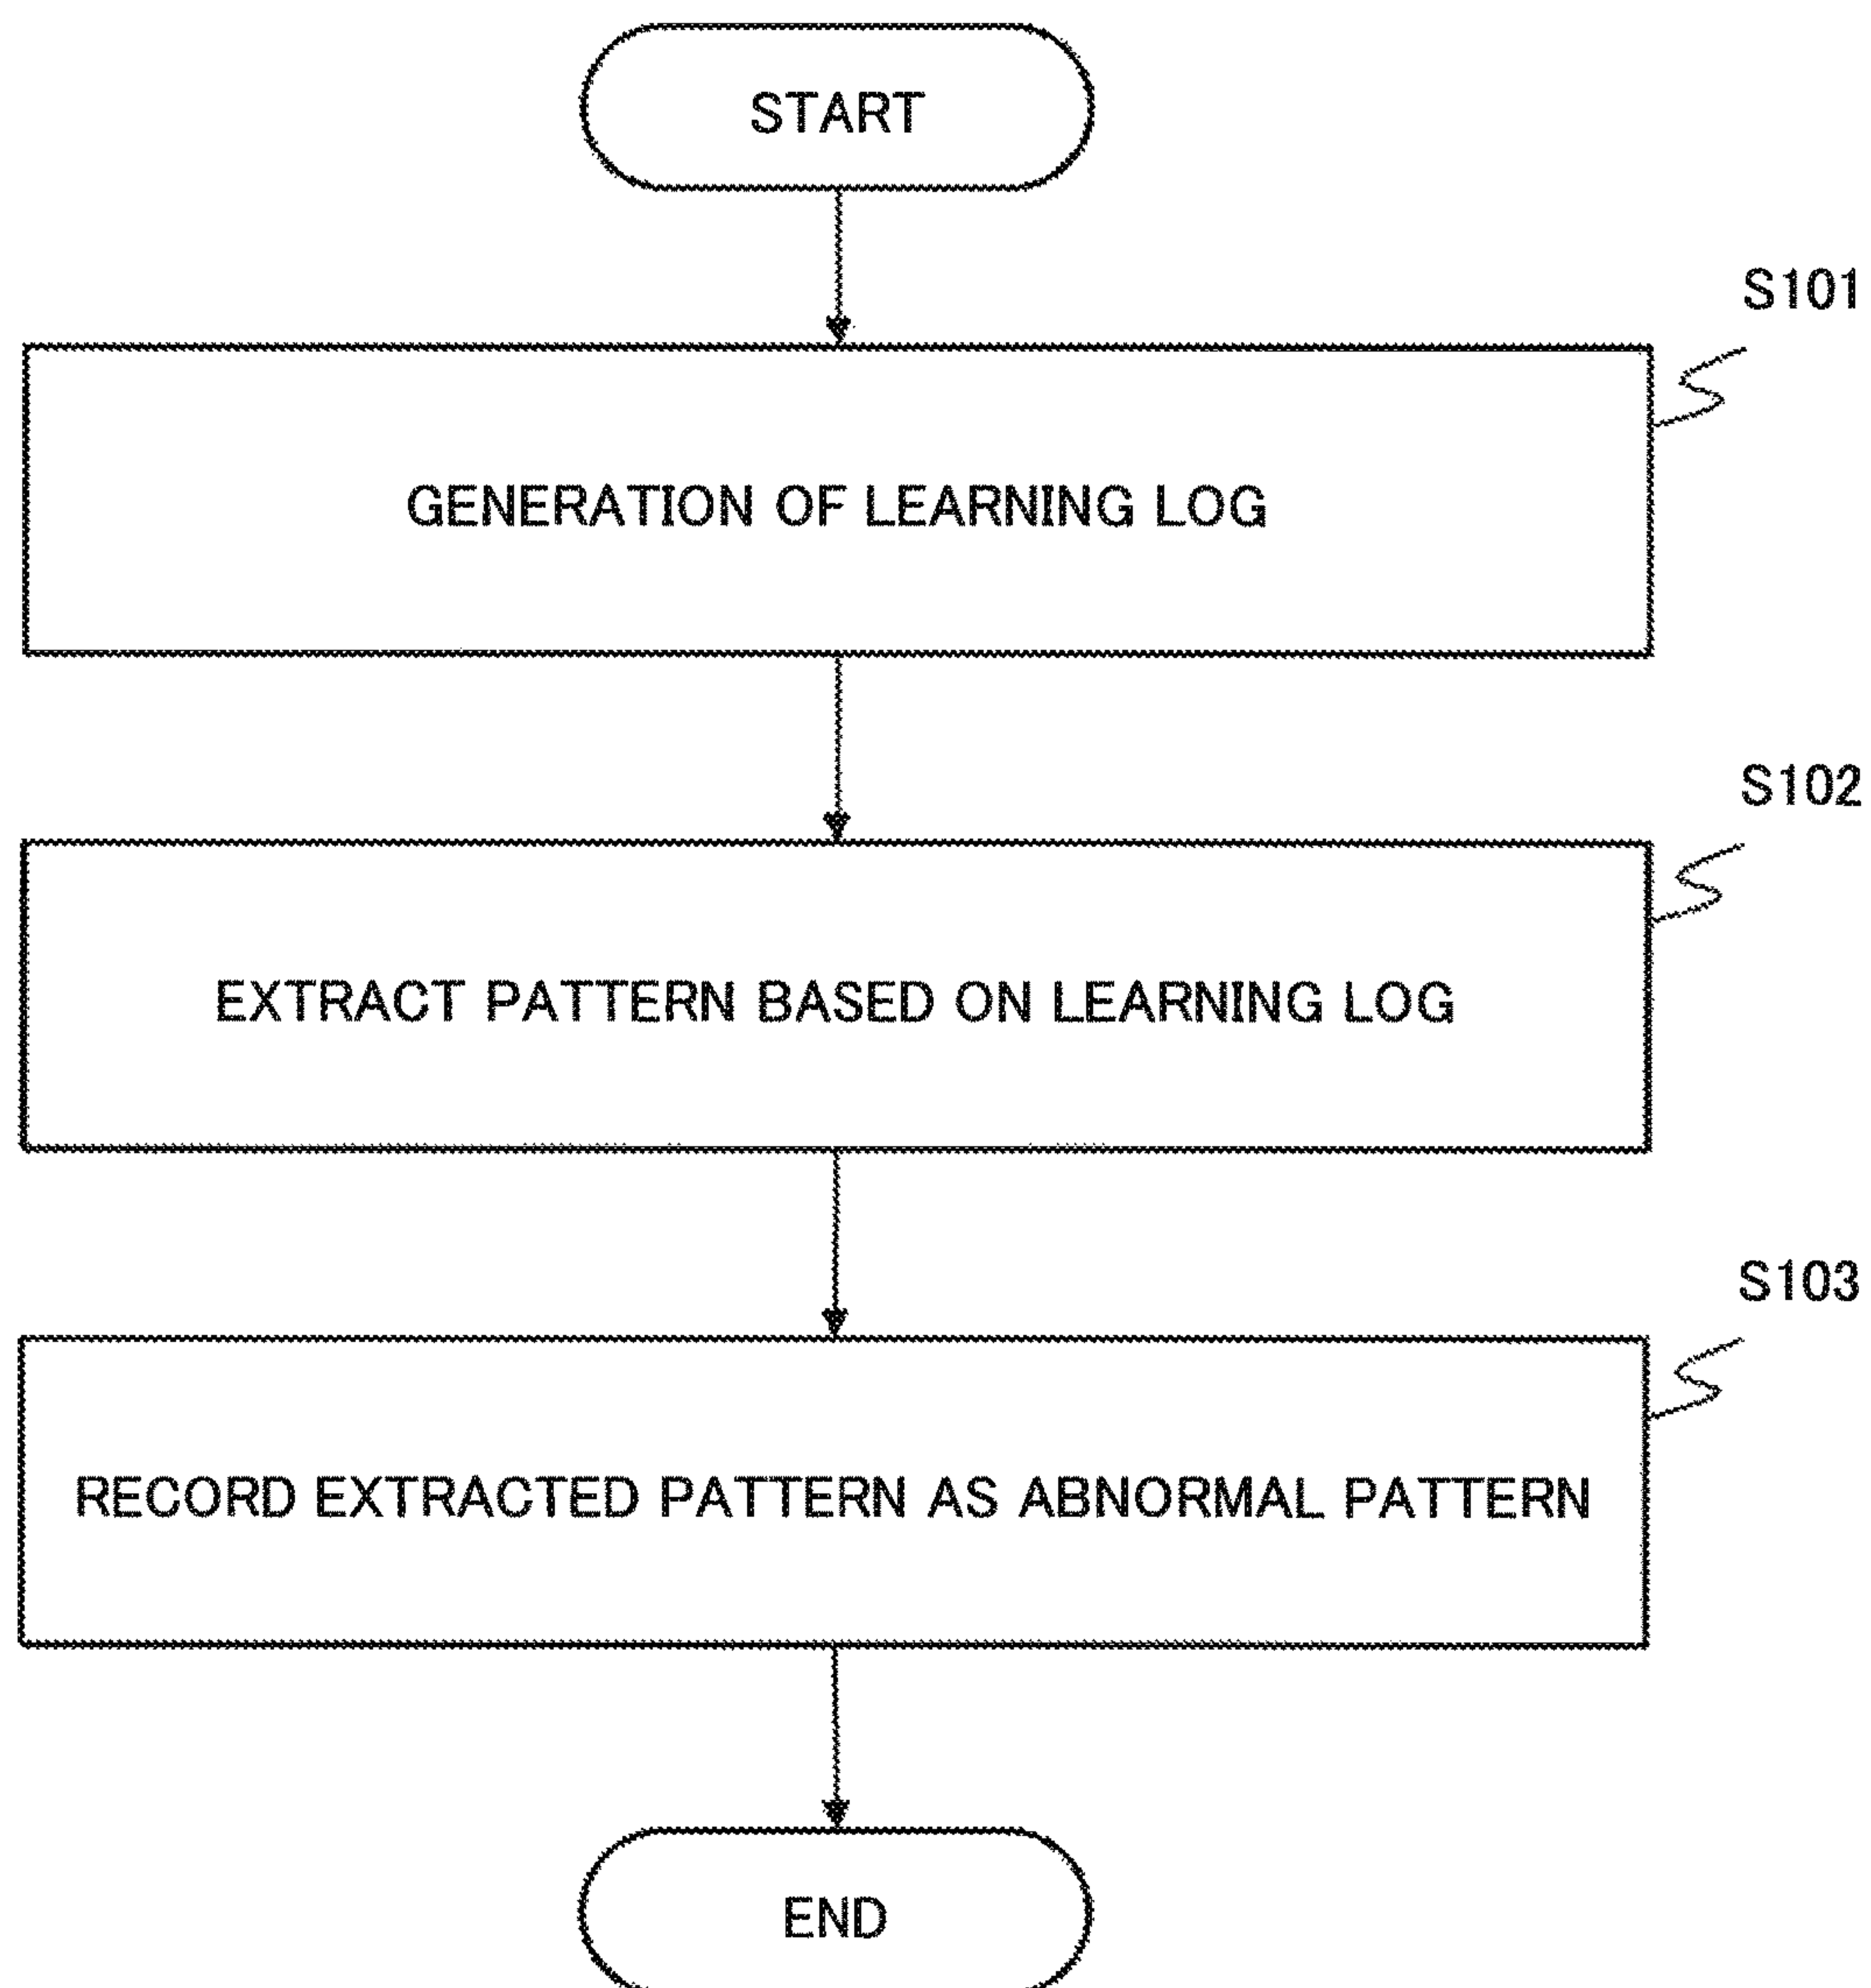 START
S101
GENERATION OF LEARNING LOG
S102
EXTRACT PATTERN BASED ON LEARNING LOG
S103
RECORD EXTRACTED PATTERN AS ABNORMAL PATTERN
END